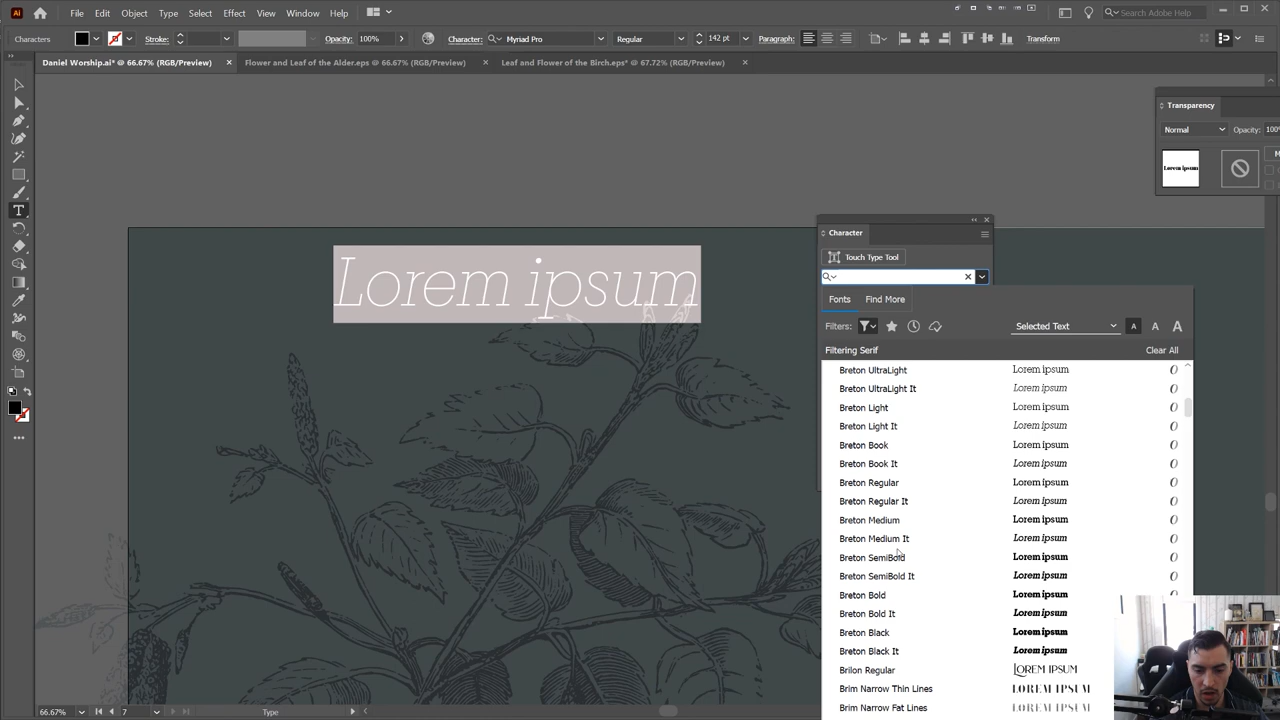 Ai File Edit Object Type Select Effect View Window Help Search Adobe Help
Characters Stroke: Opacity: 100% Character: Myriad Pro Regular 142 pt Paragraph: Transform
Daniel Worship.ai* @ 66.67% (RGB/Preview) Flower and Leaf of the Alder.eps @ 66.67% (RGB/Preview) Leaf and Flower of the Birch.eps* @ 67.72% (RGB/Preview)
Transparency
Normal Opacity: 100%
Lorem ipsum
Lorem ipsum
Character
Touch Type Tool
Fonts Find More
Filters: Selected Text A A A
Filtering Serif Clear All
Breton UltraLight Lorem ipsum
Breton UltraLight It Lorem ipsum
Breton Light Lorem ipsum
Breton Light It Lorem ipsum
Breton Book Lorem ipsum
Breton Book It Lorem ipsum
Breton Regular Lorem ipsum
Breton Regular It Lorem ipsum
Breton Medium Lorem ipsum
Breton Medium It Lorem ipsum
Breton SemiBold Lorem ipsum
Breton SemiBold It Lorem ipsum
Breton Bold Lorem ipsum
Breton Bold It Lorem ipsum
Breton Black Lorem ipsum
Breton Black It Lorem ipsum
Brilon Regular Lorem ipsum
Brim Narrow Thin Lines LOREM IPSUM
Brim Narrow Fat Lines LOREM IPSUM
66.67% 7 Type